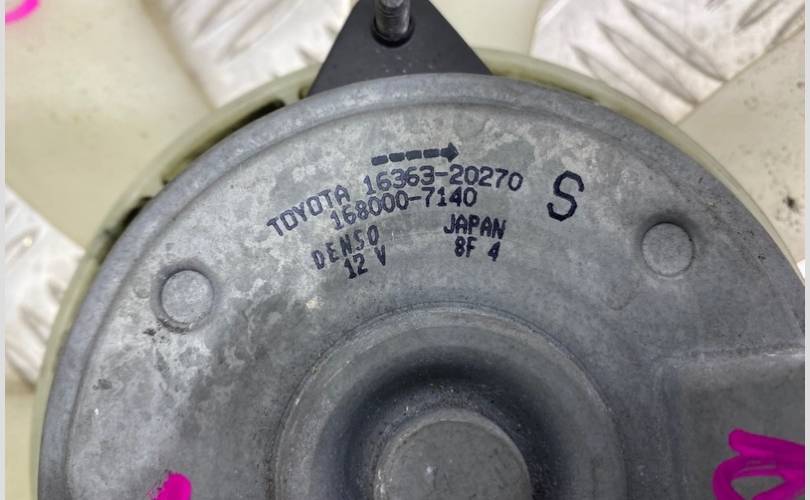 TOYOTA 16363-20270
S
168000-7140
DENSO JAPAN
12 V 8F 4